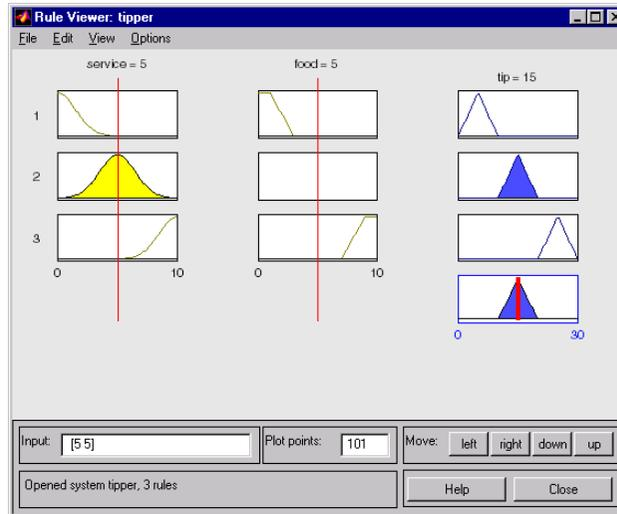 Rule Viewer: tipper
File Edit View Options
service = 5
food = 5
tip = 15
1
2
3
0 10
0 10
0 30
Input: [5 5]
Plot points: 101
Move: left right down up
Opened system tipper, 3 rules
Help Close